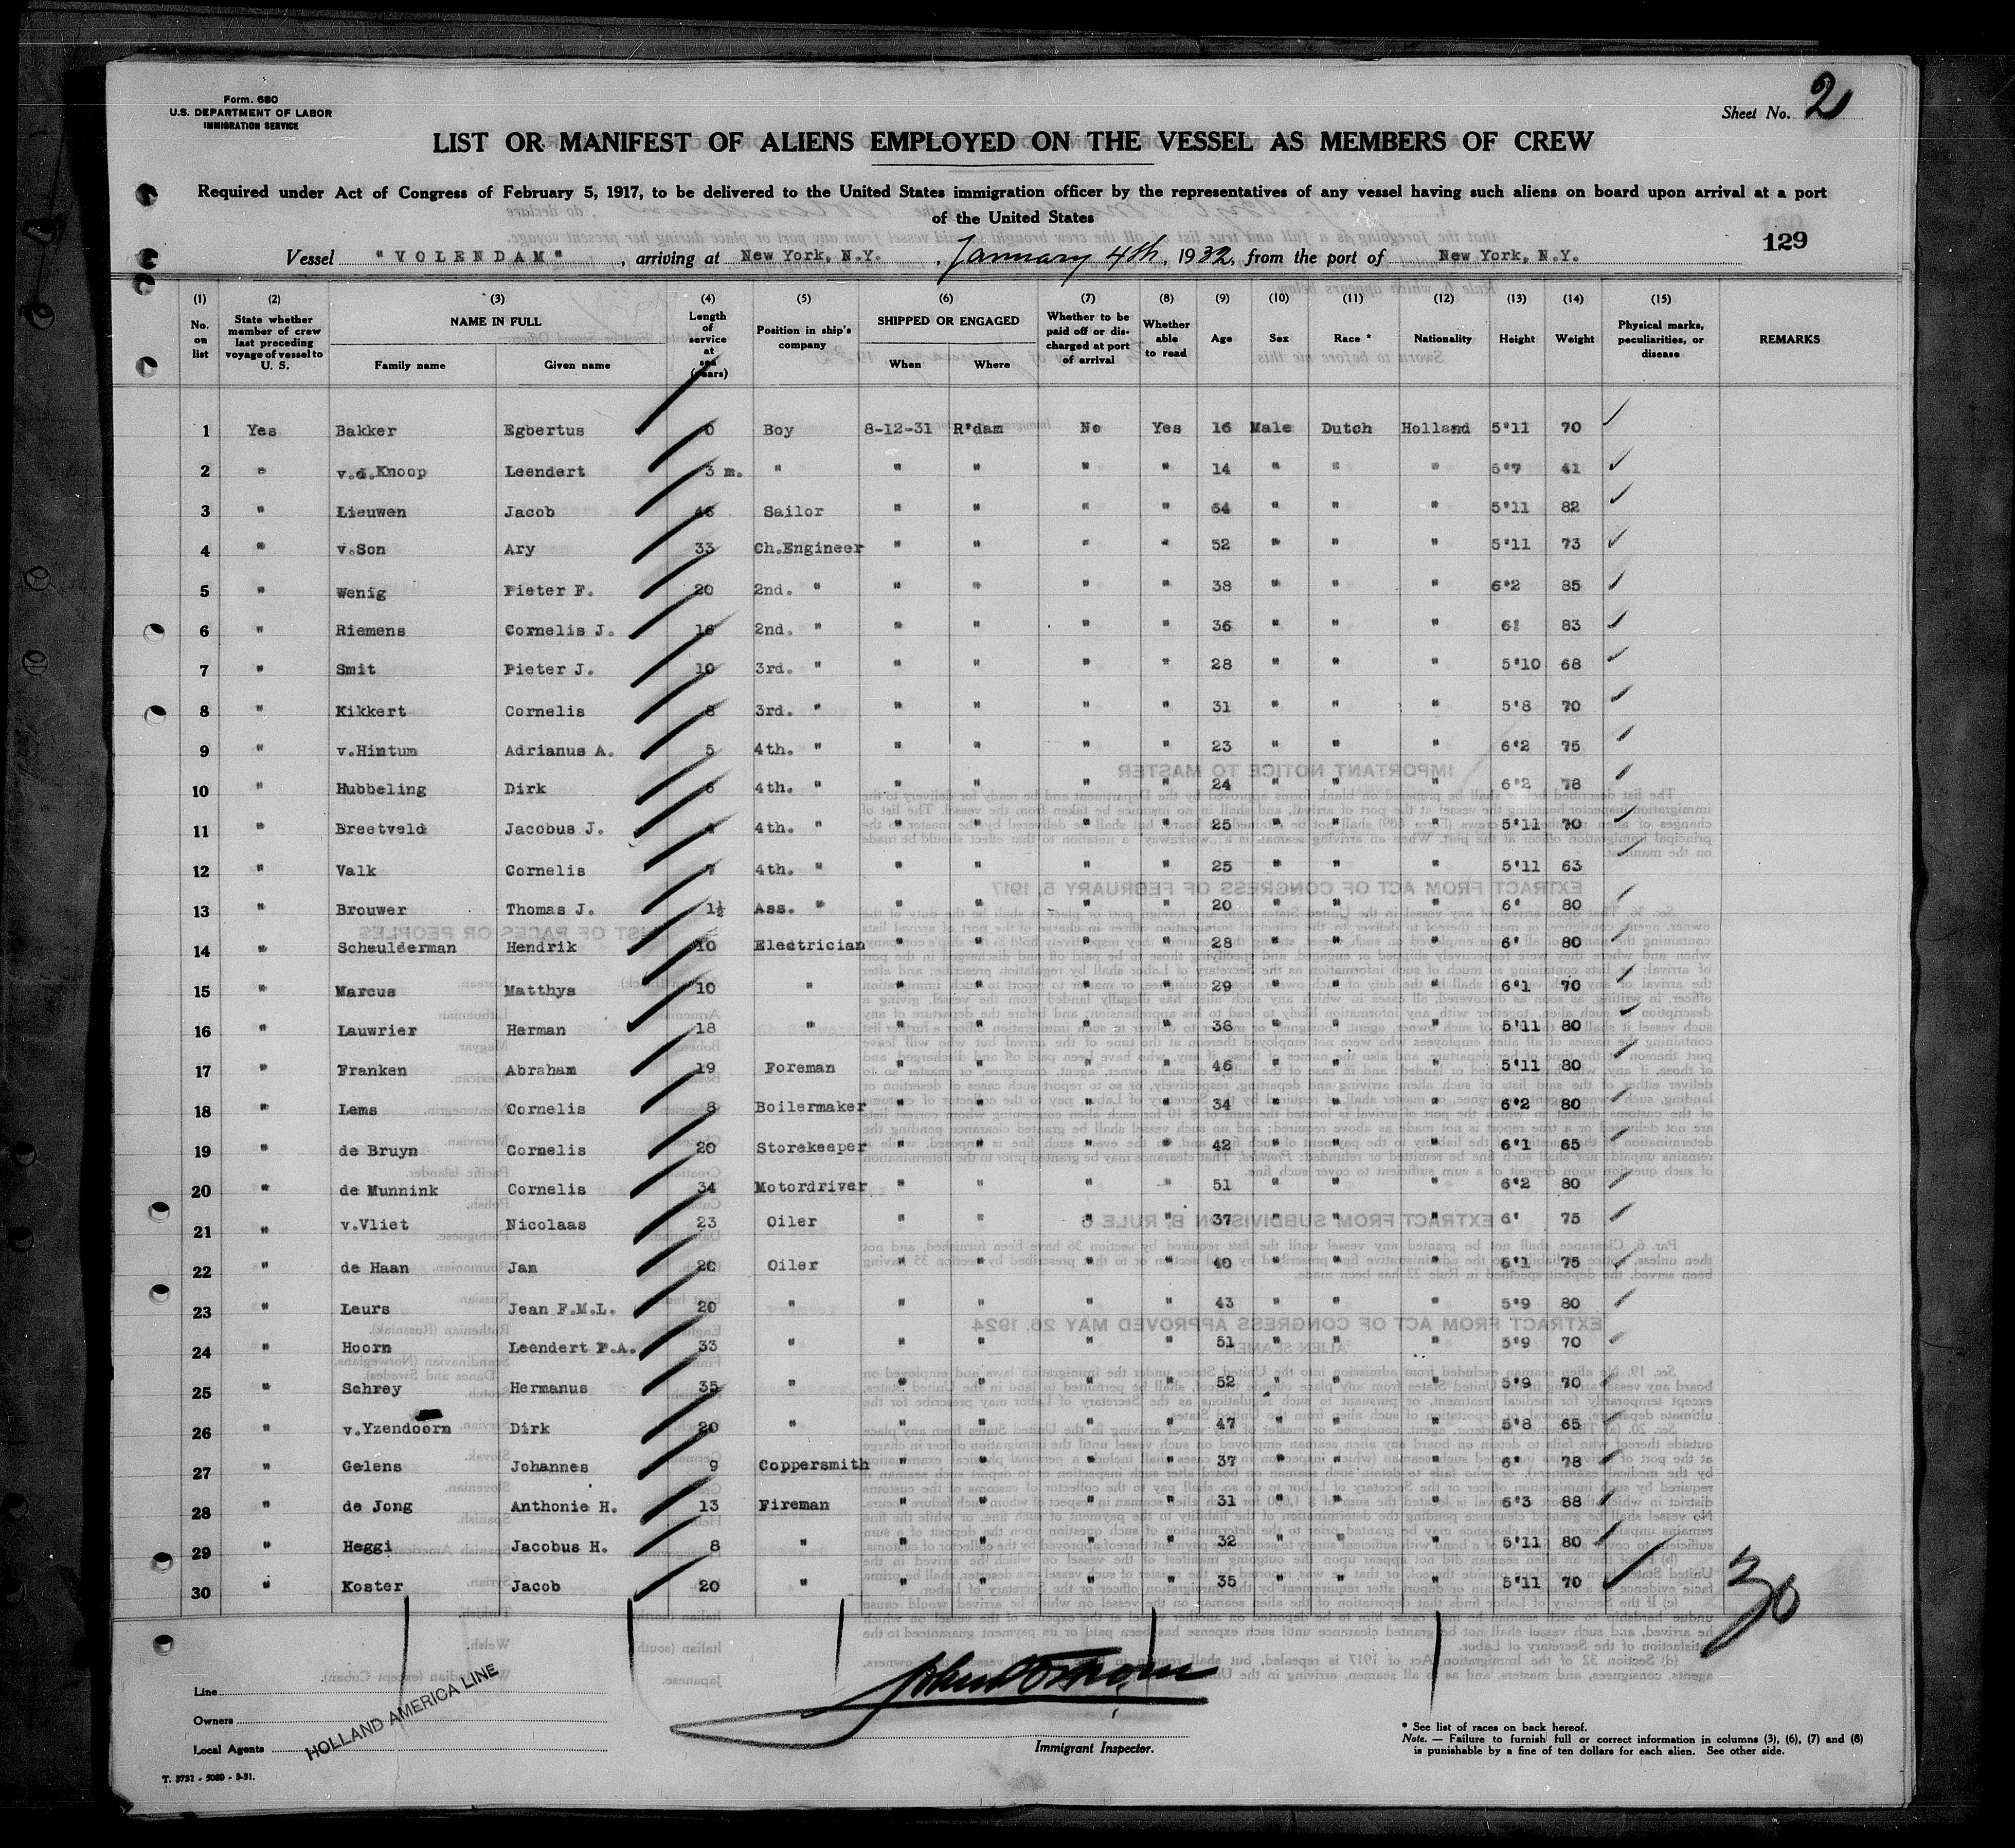 Form. 680
U.S. DEPARTMENT OF LABOR
IMMIGRATION SERVICE
Sheet No. 2
LIST OR MANIFEST OF ALIENS EMPLOYED ON THE VESSEL AS MEMBERS OF CREW
Required under Act of Congress of February 5, 1917, to be delivered to the United States immigration officer by the representatives of any vessel having such aliens on board upon arrival at a port
of the United States
129
Vessel "VOLENDAM", arriving at New York, N.Y., January 4th, 1932, from the port of New York, N.Y.
(1) No. on list (2) State whether member of crew last preceding voyage of vessel to U. S. (3) NAME IN FULL Family name Given name (4) Length of service at sea (years) (5) Position in ship's company (6) SHIPPED OR ENGAGED When Where (7) Whether to be paid off or discharged at port of arrival (8) Whether able to read (9) Age (10) Sex (11) Race * (12) Nationality (13) Height (14) Weight (15) Physical marks, peculiarities, or disease REMARKS
1 Yes Bakker Egbertus 0 Boy 8-12-31 R'dam No Yes 16 Male Dutch Holland 5'11 70
2 " v.d.Knoop Leendert 3 m. " " " " " 14 " " " 5'7 41
3 " Lieuwen Jacob 46 Sailor " " " " 64 " " " 5'11 82
4 " v.Son Ary 33 Ch.Engineer " " " " 52 " " " 5'11 73
5 " Wenig Pieter F. 20 2nd. " " " " " 38 " " " 6'2 85
6 " Riemens Cornelis J. 16 2nd. " " " " " 36 " " " 6' 83
7 " Smit Pieter J. 10 3rd. " " " " " 28 " " " 5'10 68
8 " Kikkert Cornelis 8 3rd. " " " " " 31 " " " 5'8 70
9 " v.Hintum Adrianus A. 5 4th. " " " " " 23 " " " 6'2 75
10 " Hubbeling Dirk 6 4th. " " " " " 24 " " " 6'2 78
11 " Breetveld Jacobus J. 4 4th. " " " " " 25 " " " 5'11 70
12 " Valk Cornelis 7 4th. " " " " " 25 " " " 5'11 63
13 " Brouwer Thomas J. 1½ Ass. " " " " " 20 " " " 6' 80
14 " Scheulderman Hendrik 10 Electrician " " " " 28 " " " 6' 80
15 " Marcus Matthys 10 " " " " " 29 " " " 6'1 70
16 " Lauwrier Herman 18 " " " " " 38 " " " 5'11 80
17 " Franken Abraham 19 Foreman " " " " 46 " " " 5'11 80
18 " Lems Cornelis 8 Boilermaker " " " " 34 " " " 6'2 80
19 " de Bruyn Cornelis 20 Storekeeper " " " " 42 " " " 6'1 65
20 " de Munnink Cornelis 34 Motordriver " " " " 51 " " " 6'2 80
21 " v.Vliet Nicolaas 23 Oiler " " " " 37 " " " 6' 75
22 " de Haan Jan 20 Oiler " " " " 40 " " " 6'1 75
23 " Laurs Jean F.M.L. 20 " " " " " 43 " " " 5'9 80
24 " Hoorn Leendert P.A. 33 " " " " " 51 " " " 5'9 70
25 " Schrey Hermanus 35 " " " " " 52 " " " 5'9 70
26 " v.Yzendoorn Dirk 20 " " " " " 47 " " " 5'8 65
27 " Gelens Johannes 9 Coppersmith " " " " 37 " " " 6' 78
28 " de Jong Anthonie H. 13 Fireman " " " " 31 " " " 6'3 88
29 " Heggi Jacobus H. 8 " " " " " 32 " " " 5'11 80
30 " Koster Jacob 20 " " " " " 35 " " " 5'11 70
30
Line
Owners
Local Agents
HOLLAND AMERICA LINE
Immigrant Inspector.
* See list of races on back hereof.
Note. — Failure to furnish full or correct information in columns (3), (6), (7) and (8)
is punishable by a fine of ten dollars for each alien. See other side.
T. 3732 - 5089 - 3-31.